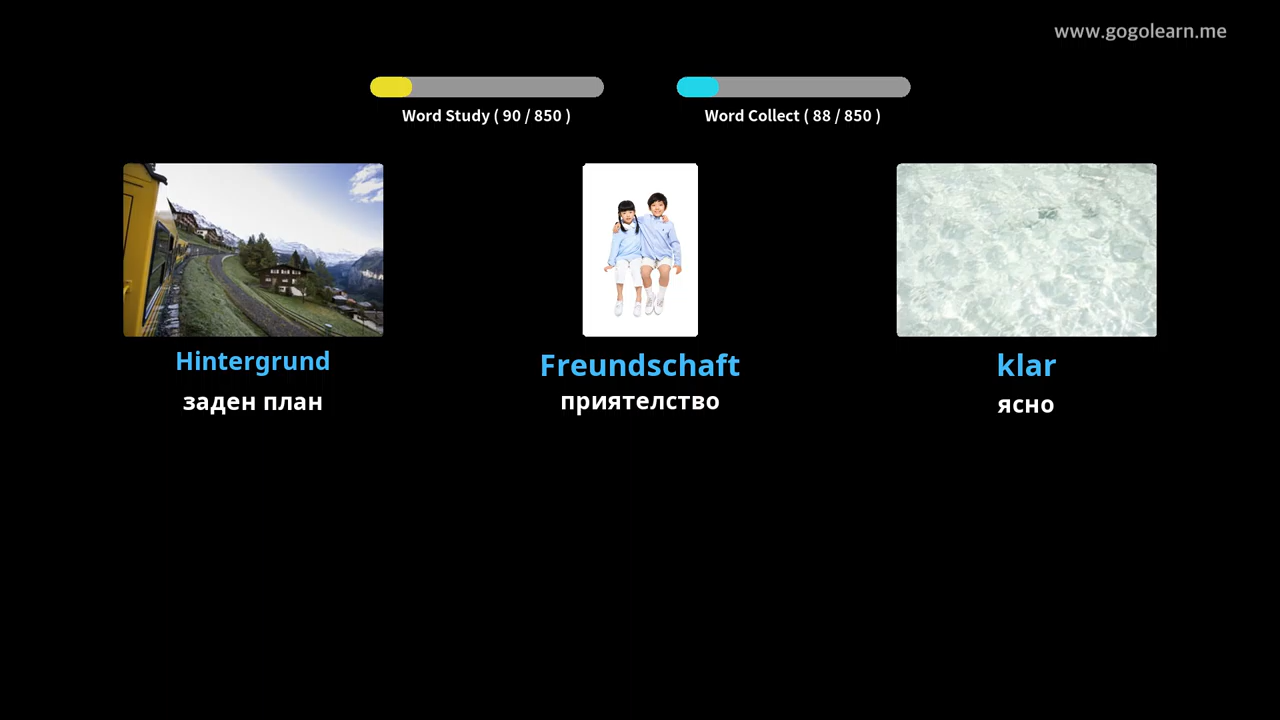 www.gogolearn.me
Word Study ( 90 / 850 )
Word Collect ( 88 / 850 )
Hintergrund
заден план
Freundschaft
приятелство
klar
ясно